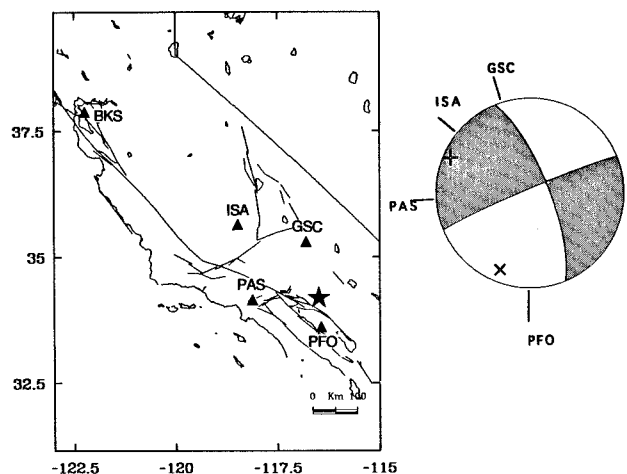 GSC
ISA
BKS
37.5
ISA
GSC
PAS
35
PAS
PFO
PFO
0 Km 100
32.5
-122.5 -120 -117.5 -115